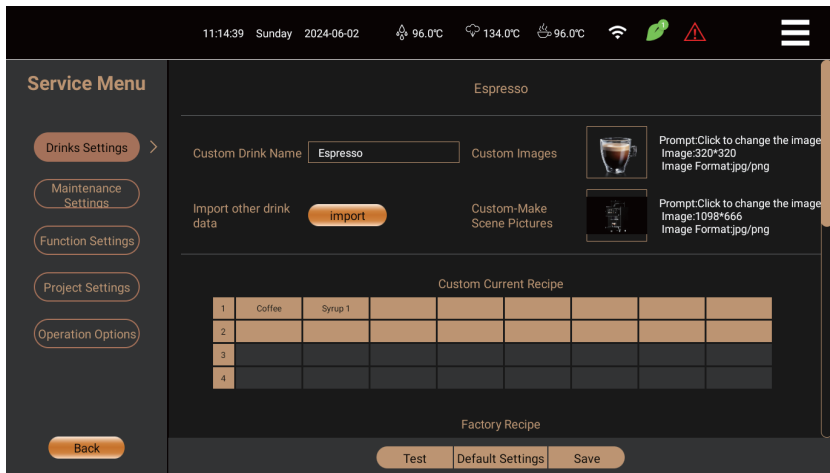 11:14:39 Sunday 2024-06-02 96.0℃ 134.0℃ 96.0℃ 1
Service Menu
Espresso
Drinks Settings >
Custom Drink Name Espresso
Custom Images
Prompt:Click to change the image
Image:320*320
Image Format:jpg/png
Maintenance
Settings
Import other drink
data
import
Custom-Make
Scene Pictures
Prompt:Click to change the image
Image:1098*666
Image Format:jpg/png
Function Settings
Project Settings
Custom Current Recipe
1 Coffee Syrup 1
2
3
4
Operation Options
Factory Recipe
Back
Test Default Settings Save